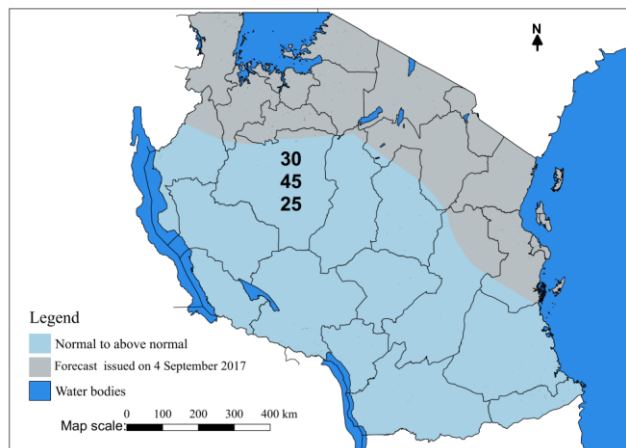 N
30
45
25
Legend
Normal to above normal
Forecast issued on 4 September 2017
Water bodies
Map scale:
0 100 200 300 400 km